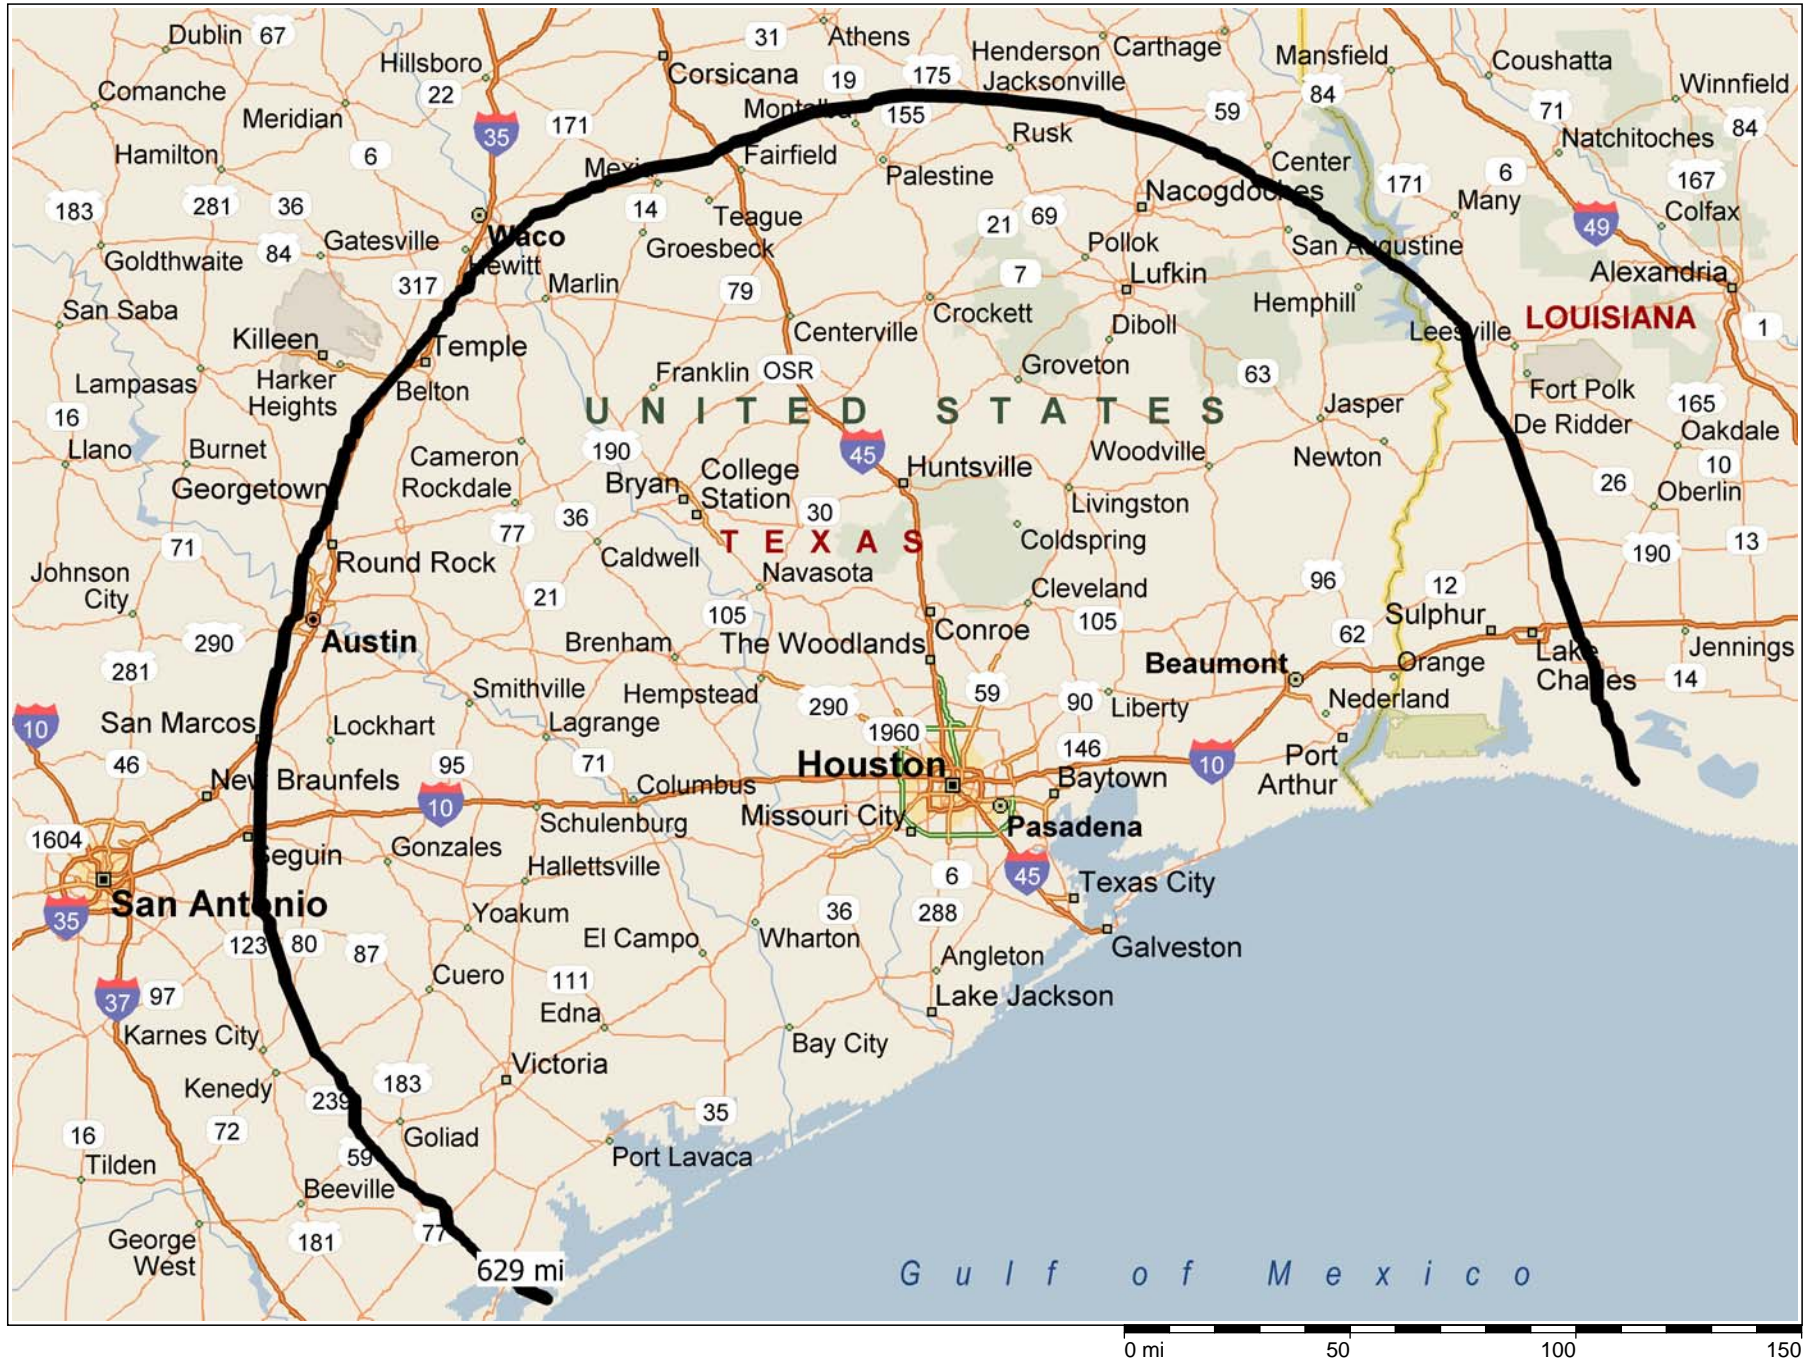 Dublin
67
31
Athens
Henderson
Carthage
Mansfield
Coushatta
Hillsboro
Corsicana
19
175
Jacksonville
Winnfield
Comanche
22
Montalba
155
59
84
71
Meridian
35
171
Rusk
Natchitoches
84
Hamilton
6
Mexia
Fairfield
Palestine
Center
171
6
167
183
281
36
14
Teague
21
69
Nacogdoches
Many
Colfax
49
Waco
Groesbeck
Pollok
San Augustine
Goldthwaite
84
Gatesville
Hewitt
Marlin
7
Lufkin
Alexandria
317
79
Crockett
Hemphill
San Saba
Centerville
Diboll
Leesville
LOUISIANA
1
Killeen
Temple
Lampasas
Harker
Heights
Belton
Franklin
OSR
Groveton
63
Fort Polk
16
UNITED STATES
Jasper
De Ridder
165
Oakdale
Llano
Burnet
Cameron
190
45
Woodville
Newton
10
Georgetown
Rockdale
Bryan
College
Station
Huntsville
Livingston
26
Oberlin
77
36
30
71
Round Rock
Caldwell
TEXAS
Coldspring
190
13
Johnson
City
Navasota
Cleveland
96
12
21
105
105
Sulphur
290
Austin
Brenham
The Woodlands
Conroe
62
Lake
Charles
Jennings
281
Beaumont
Orange
14
Smithville
Hempstead
290
59
90
Liberty
Nederland
10
San Marcos
Lockhart
Lagrange
1960
146
Port
Arthur
46
New Braunfels
95
71
Houston
Baytown
10
10
Columbus
Missouri City
Pasadena
1604
Seguin
Gonzales
Schulenburg
Hallettsville
6
45
Texas City
San Antonio
35
Yoakum
36
288
123
80
87
El Campo
Wharton
Galveston
Cuero
111
Angleton
37
97
Edna
Lake Jackson
Karnes City
Bay City
Victoria
Kenedy
239
183
35
16
72
Goliad
Tilden
59
Port Lavaca
Beeville
George
West
181
77
629 mi
Gulf of Mexico
0 mi
50
100
150